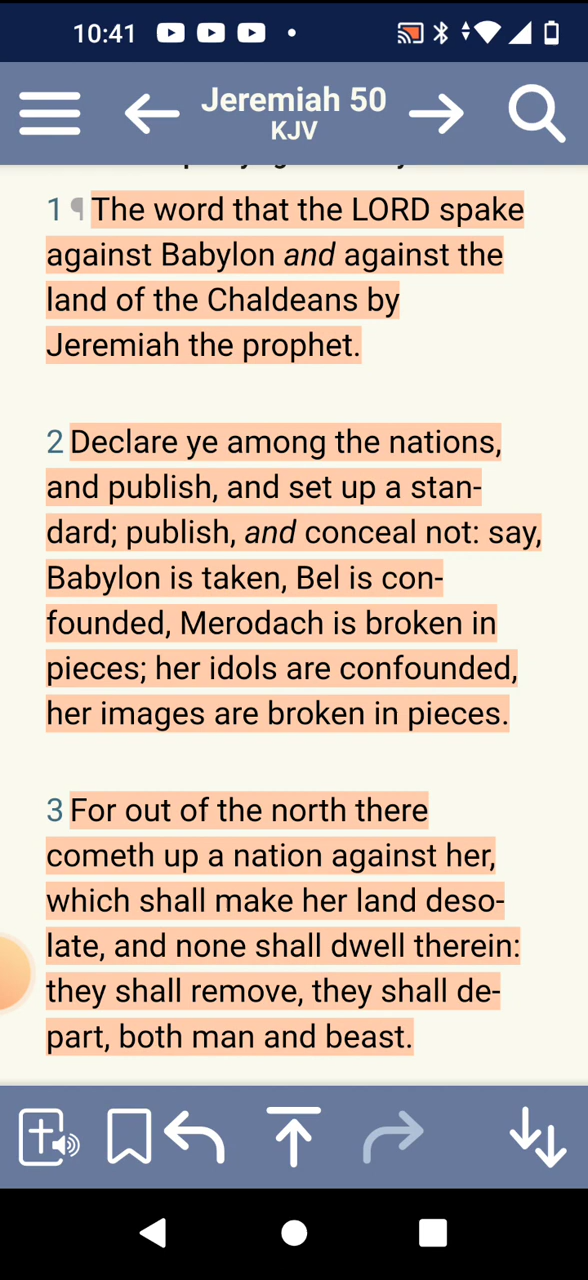 10:41
Jeremiah 50
KJV
1 ¶ The word that the LORD spake
against Babylon and against the
land of the Chaldeans by
Jeremiah the prophet.
2 Declare ye among the nations,
and publish, and set up a stan-
dard; publish, and conceal not: say,
Babylon is taken, Bel is con-
founded, Merodach is broken in
pieces; her idols are confounded,
her images are broken in pieces.
3 For out of the north there
cometh up a nation against her,
which shall make her land deso-
late, and none shall dwell therein:
they shall remove, they shall de-
part, both man and beast.